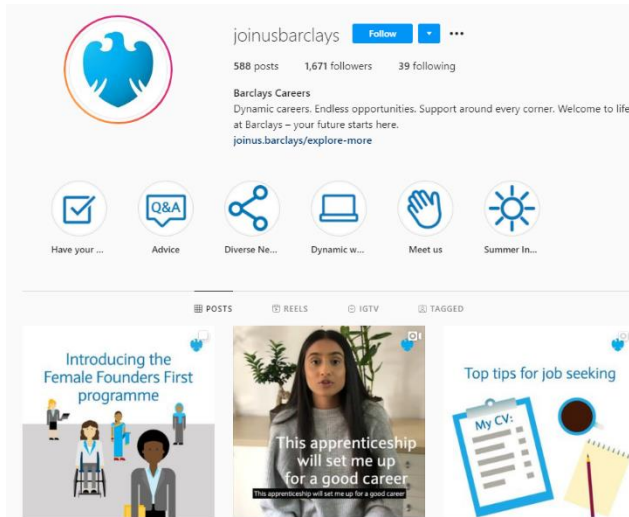 joinusbarclays Follow
588 posts 1,671 followers 39 following
Barclays Careers
Dynamic careers. Endless opportunities. Support around every corner. Welcome to life
at Barclays – your future starts here.
joinus.barclays/explore-more
Q&A
Have your ... Advice Diverse Ne... Dynamic w... Meet us Summer In...
POSTS REELS IGTV TAGGED
Introducing the
Female Founders First
programme
This apprenticeship
will set me up
for a good career
This apprenticeship will set me up for a good career
Top tips for job seeking
My CV: